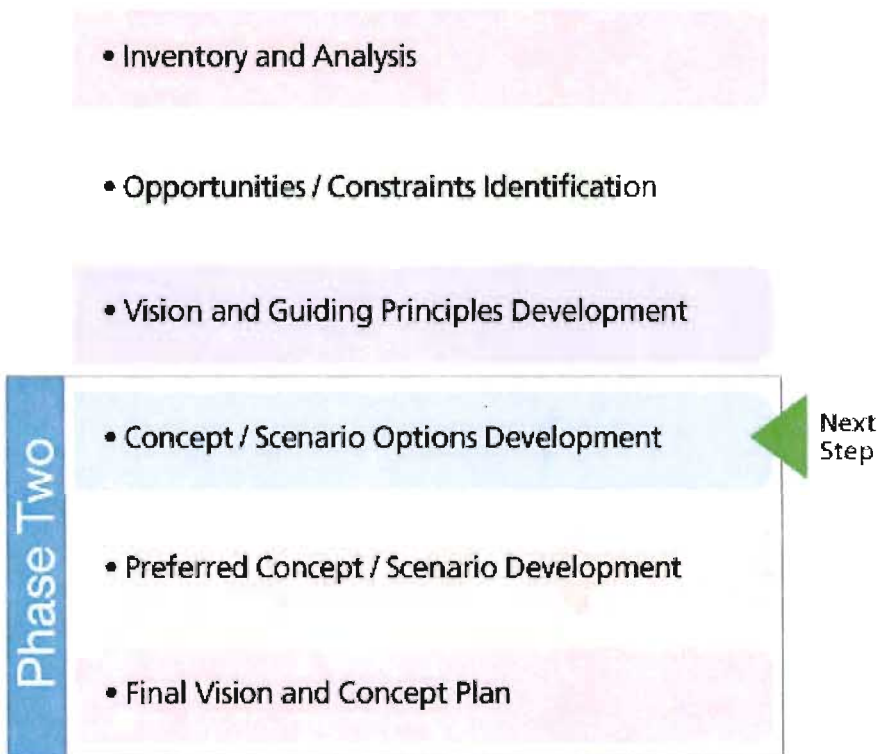 • Inventory and Analysis
• Opportunities / Constraints Identification
• Vision and Guiding Principles Development
Phase Two
• Concept / Scenario Options Development
Next
Step
• Preferred Concept / Scenario Development
• Final Vision and Concept Plan